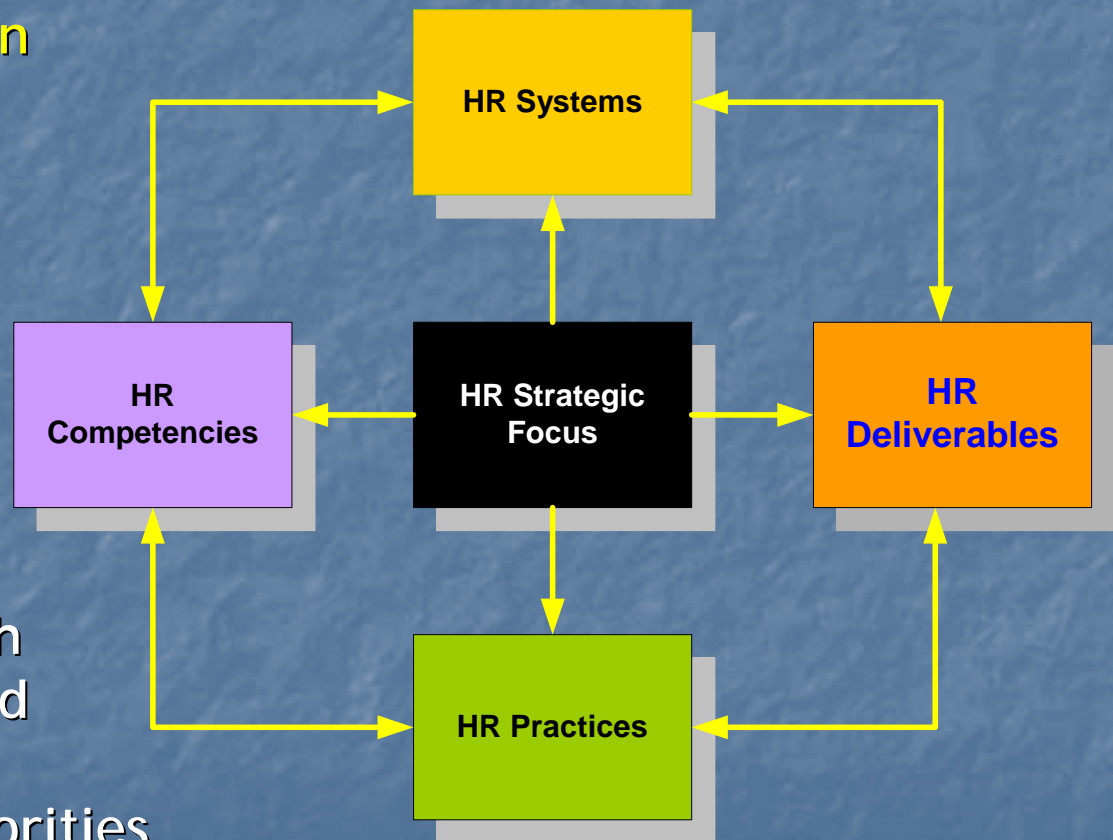 HR Systems
HR
Competencies
HR Strategic
Focus
HR
Deliverables
HR Practices